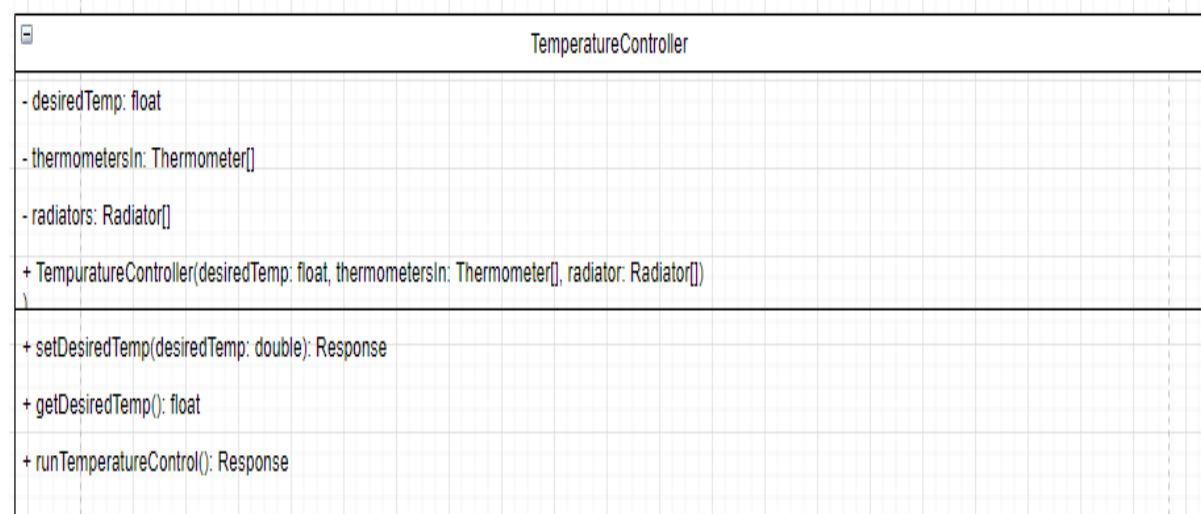 TemperatureController
- desiredTemp: float
- thermometersIn: Thermometer[]
- radiators: Radiator[]
+ TempuratureController(desiredTemp: float, thermometersIn: Thermometer[], radiator: Radiator[])
)
+ setDesiredTemp(desiredTemp: double): Response
+ getDesiredTemp(): float
+ runTemperatureControl(): Response